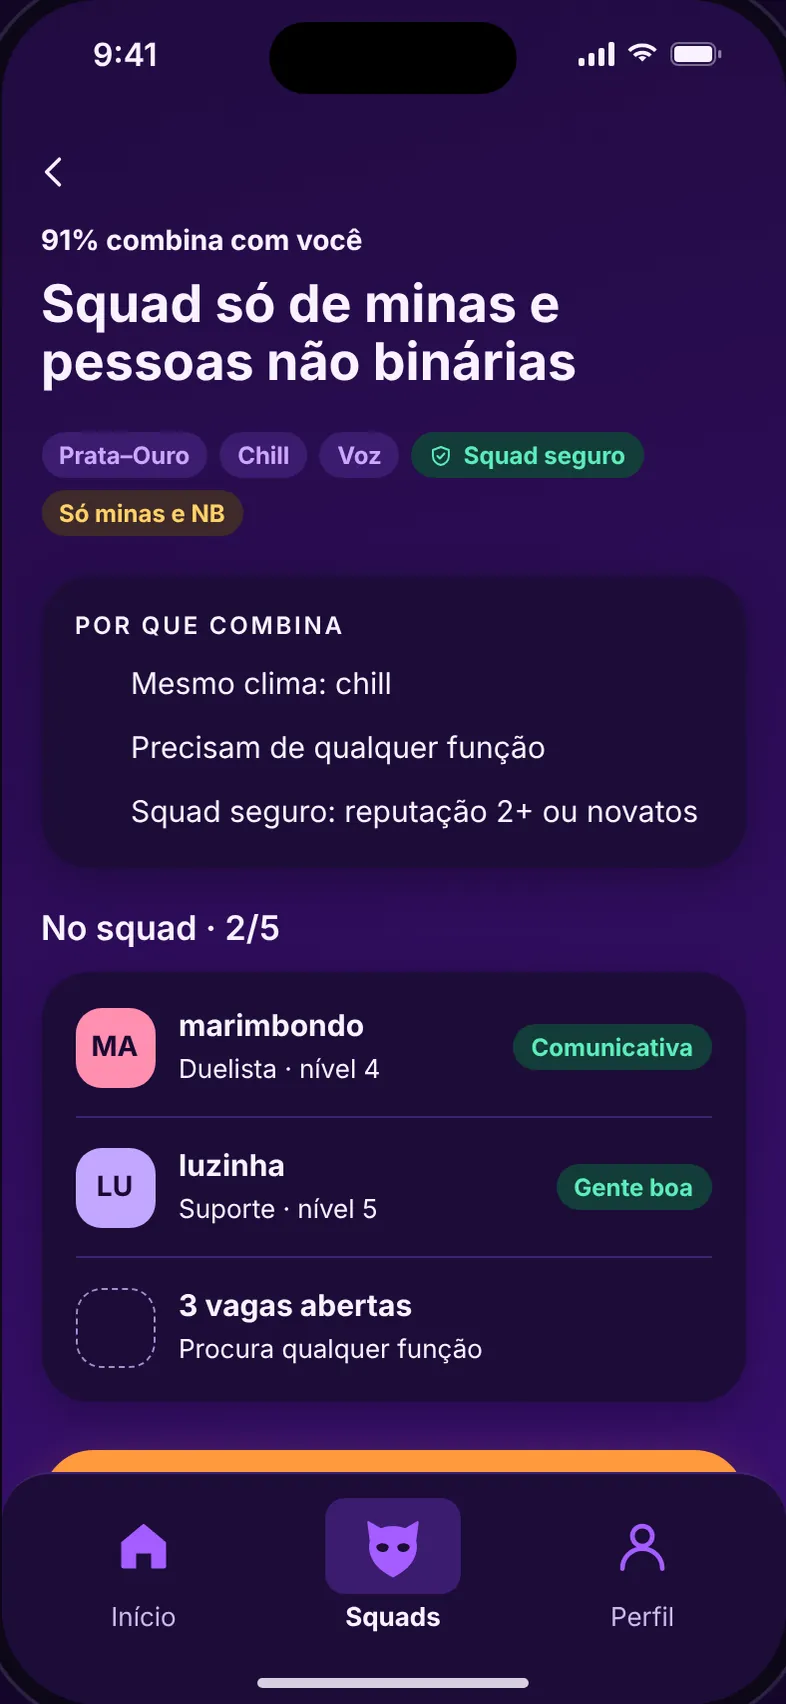 9:41
91% combina com você
Squad só de minas e
pessoas não binárias
Prata–Ouro
Chill
Voz
Squad seguro
Só minas e NB
POR QUE COMBINA
Mesmo clima: chill
Precisam de qualquer função
Squad seguro: reputação 2+ ou novatos
No squad · 2/5
MA
marimbondo
Duelista · nível 4
Comunicativa
LU
luzinha
Suporte · nível 5
Gente boa
3 vagas abertas
Procura qualquer função
Início
Squads
Perfil